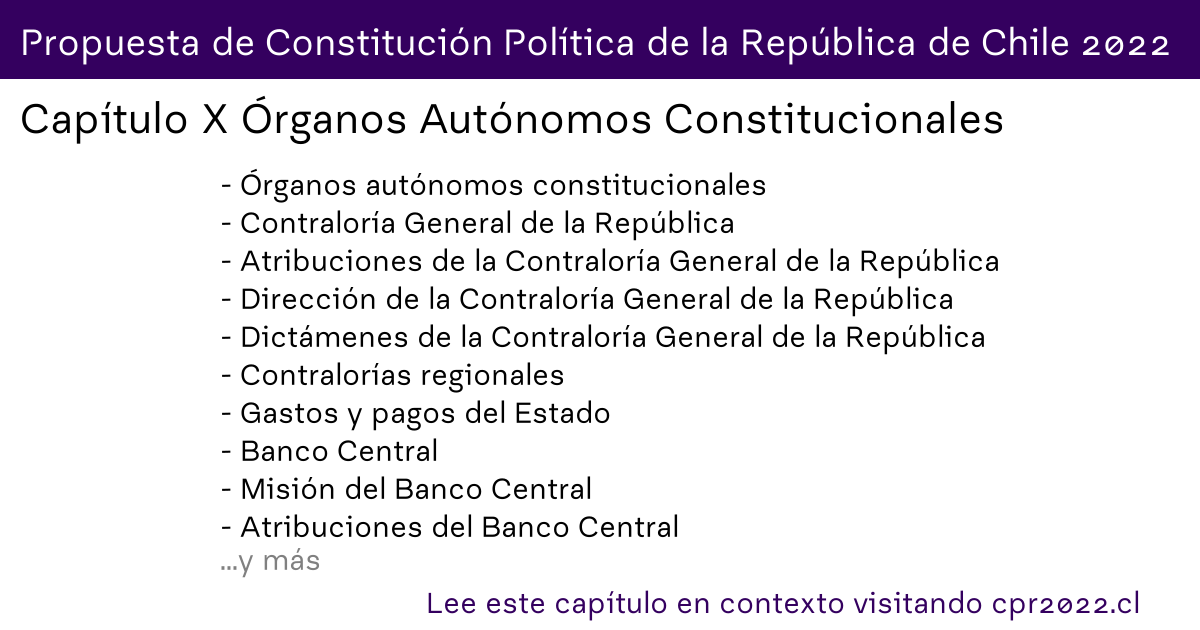 Propuesta de Constitución Política de la República de Chile 2022
Capítulo X Órganos Autónomos Constitucionales
- Órganos autónomos constitucionales
- Contraloría General de la República
- Atribuciones de la Contraloría General de la República
- Dirección de la Contraloría General de la República
- Dictámenes de la Contraloría General de la República
- Contralorías regionales
- Gastos y pagos del Estado
- Banco Central
- Misión del Banco Central
- Atribuciones del Banco Central
...y más
Lee este capítulo en contexto visitando cpr2022.cl